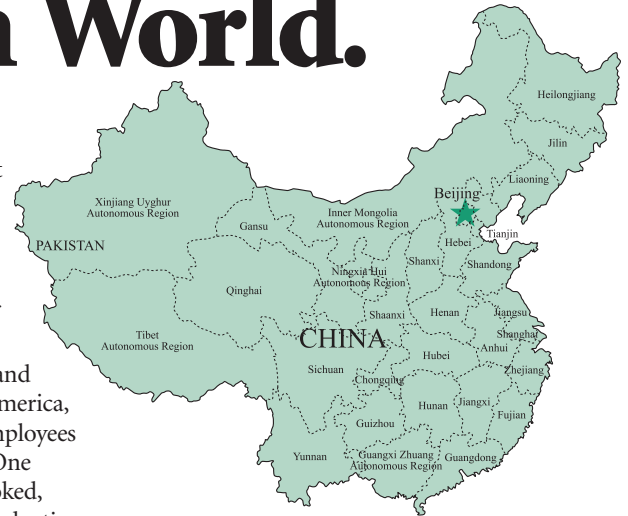 World.
Heilongjiang
Jilin
Liaoning
Beijing
Tianjin
Hebei
Xinjiang Uyghur
Autonomous Region
Inner Mongolia
Autonomous Region
Gansu
PAKISTAN
Shanxi
Shandong
Ningxia Hui
Autonomous Region
Qinghai
Shaanxi
Henan
Jiangsu
CHINA
Shanghai
Tibet
Autonomous Region
Anhui
Hubei
Sichuan
Zhejiang
Chongqing
and
merica,
Hunan
Jiangxi
Fujian
Guizhou
nployees
One
Yunnan
Guangxi Zhuang
Autonomous Region
Guangdong
ked,